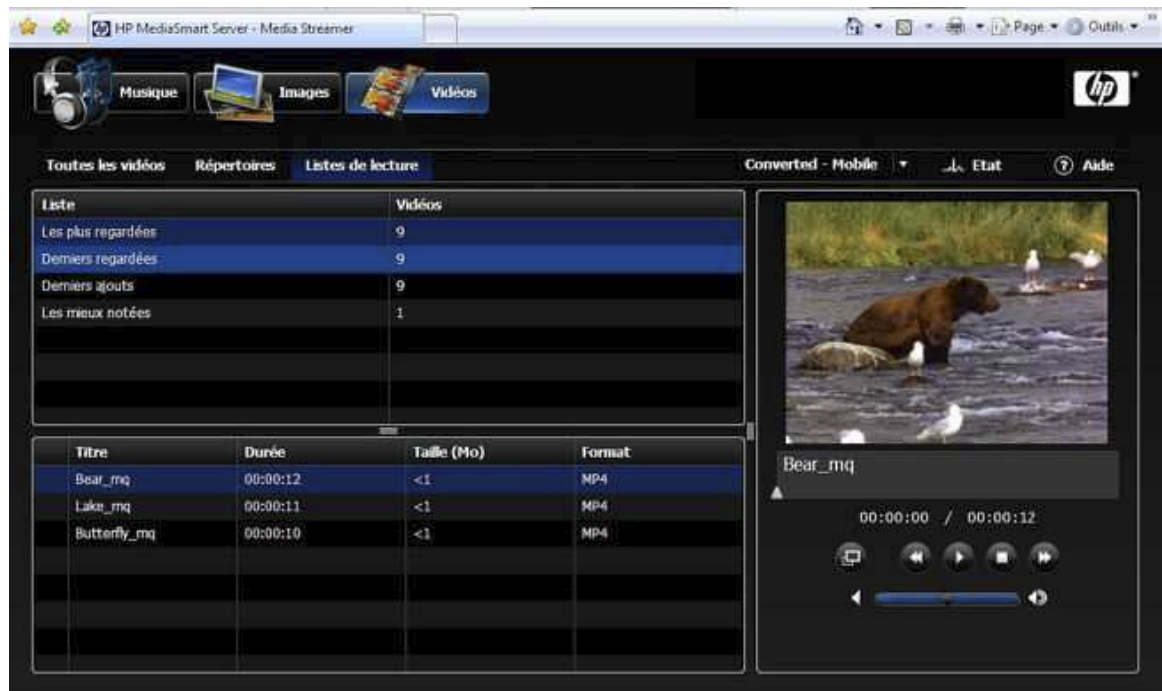 HP MediaSmart Server - Media Streamer
Page Outils
Musique Images Vidéos
hp
Toutes les vidéos Répertoires Listes de lecture Converted - Mobile Etat Aide
Liste Vidéos
Les plus regardées 9
Derniers regardées 9
Derniers ajouts 9
Les mieux notées 1
Titre Durée Taille (Mo) Format
Bear_mq 00:00:12 <1 MP4
Lake_mq 00:00:11 <1 MP4
Butterfly_mq 00:00:10 <1 MP4
Bear_mq
00:00:00 / 00:00:12